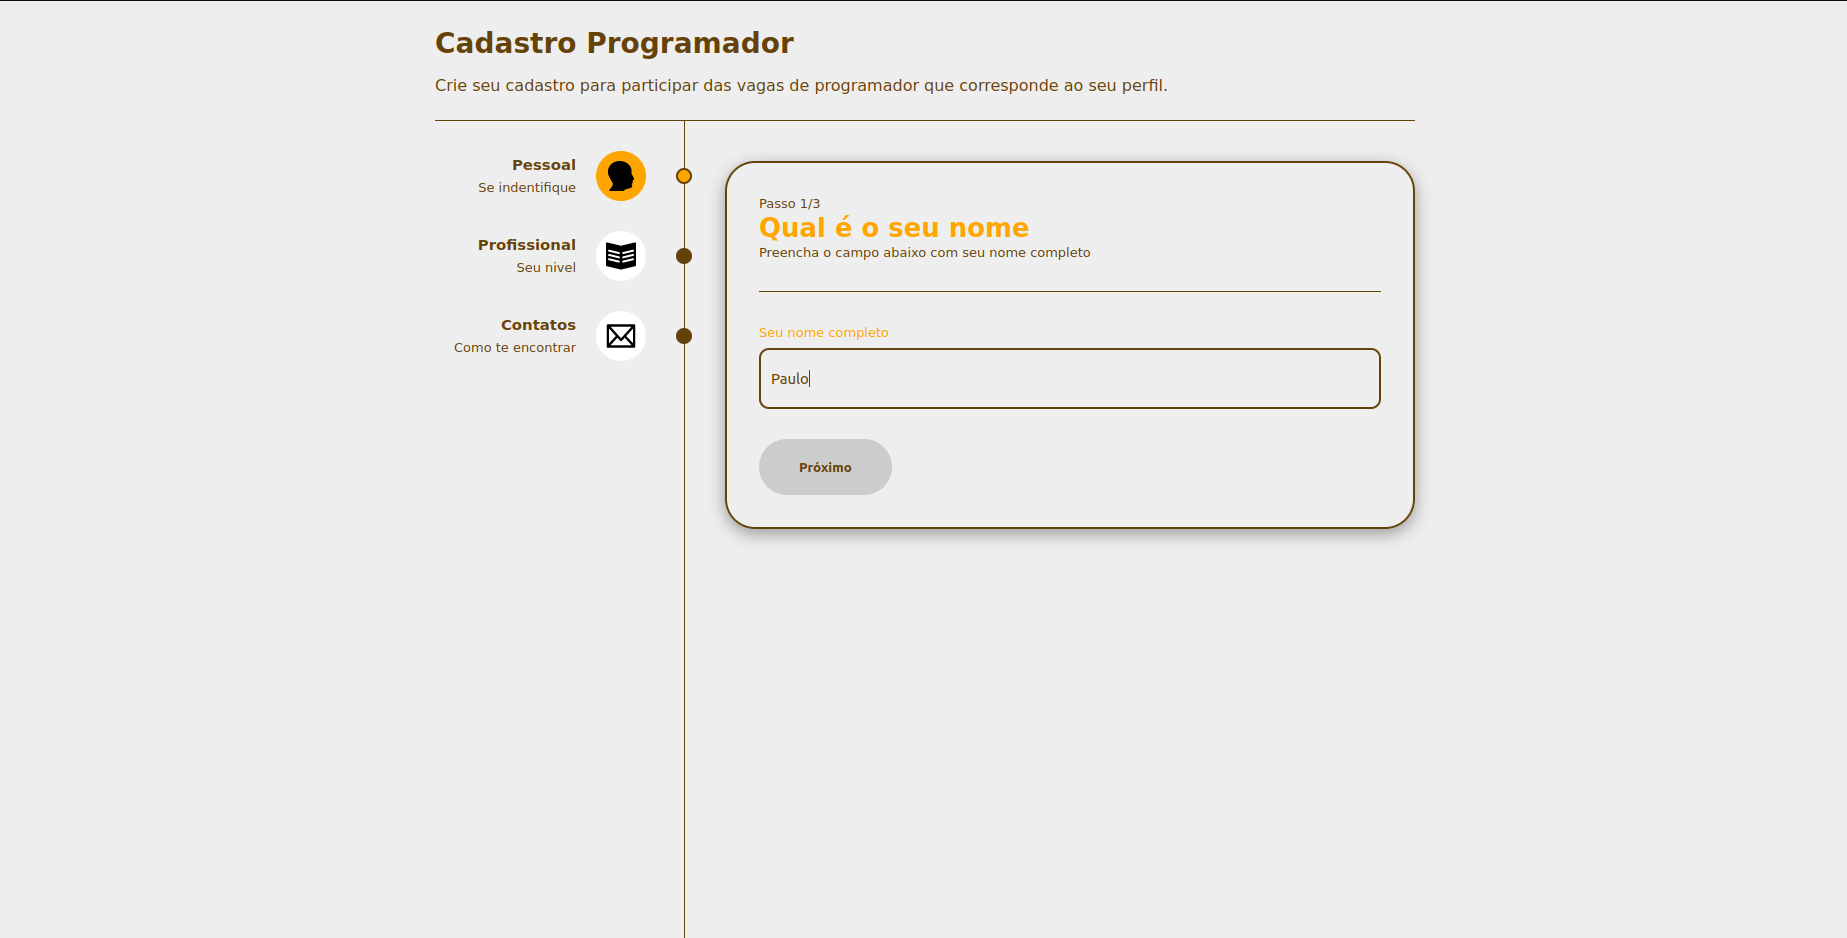 Cadastro Programador
Crie seu cadastro para participar das vagas de programador que corresponde ao seu perfil.
Pessoal
Se indentifique
Profissional
Seu nivel
Contatos
Como te encontrar
Passo 1/3
Qual é o seu nome
Preencha o campo abaixo com seu nome completo
Seu nome completo
Paulo
Próximo